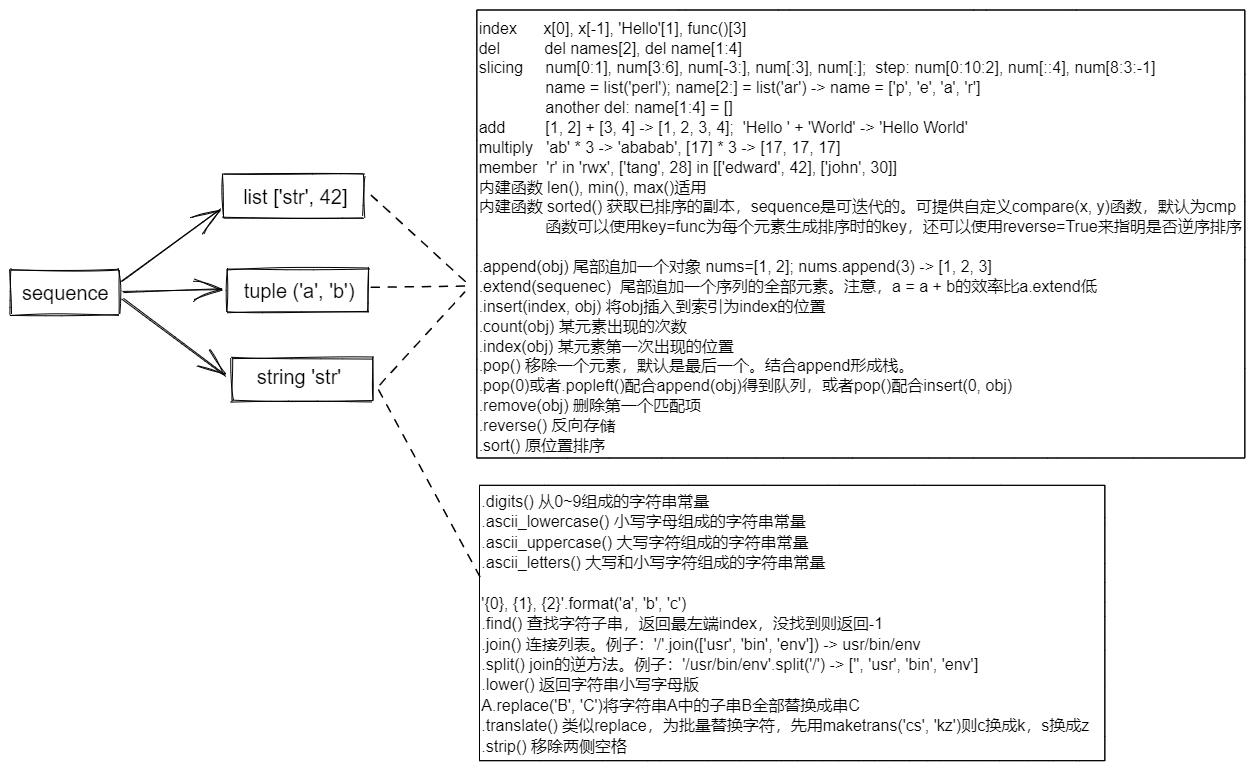 sequence
list ['str', 42]
tuple ('a', 'b')
string 'str'
index x[0], x[-1], 'Hello'[1], func()[3]
del del names[2], del name[1:4]
slicing num[0:1], num[3:6], num[-3:], num[:3], num[:]; step: num[0:10:2], num[::4], num[8:3:-1]
name = list('perl'); name[2:] = list('ar') -> name = ['p', 'e', 'a', 'r']
another del: name[1:4] = []
add [1, 2] + [3, 4] -> [1, 2, 3, 4]; 'Hello ' + 'World' -> 'Hello World'
multiply 'ab' * 3 -> 'ababab', [17] * 3 -> [17, 17, 17]
member 'r' in 'rwx', ['tang', 28] in [['edward', 42], ['john', 30]]
内建函数 len(), min(), max()适用
内建函数 sorted() 获取已排序的副本，sequence是可迭代的。可提供自定义compare(x, y)函数，默认为cmp
函数可以使用key=func为每个元素生成排序时的key，还可以使用reverse=True来指明是否逆序排序
.append(obj) 尾部追加一个对象 nums=[1, 2]; nums.append(3) -> [1, 2, 3]
.extend(sequenec) 尾部追加一个序列的全部元素。注意，a = a + b的效率比a.extend低
.insert(index, obj) 将obj插入到索引为index的位置
.count(obj) 某元素出现的次数
.index(obj) 某元素第一次出现的位置
.pop() 移除一个元素，默认是最后一个。结合append形成栈。
.pop(0)或者.popleft()配合append(obj)得到队列，或者pop()配合insert(0, obj)
.remove(obj) 删除第一个匹配项
.reverse() 反向存储
.sort() 原位置排序
.digits() 从0~9组成的字符串常量
.ascii_lowercase() 小写字母组成的字符串常量
.ascii_uppercase() 大写字符组成的字符串常量
.ascii_letters() 大写和小写字符组成的字符串常量
'{0}, {1}, {2}'.format('a', 'b', 'c')
.find() 查找字符子串，返回最左端index，没找到则返回-1
.join() 连接列表。例子：'/'.join(['usr', 'bin', 'env']) -> usr/bin/env
.split() join的逆方法。例子：'/usr/bin/env'.split('/') -> ['', 'usr', 'bin', 'env']
.lower() 返回字符串小写字母版
A.replace('B', 'C')将字符串A中的子串B全部替换成串C
.translate() 类似replace，为批量替换字符，先用maketrans('cs', 'kz')则c换成k，s换成z
.strip() 移除两侧空格